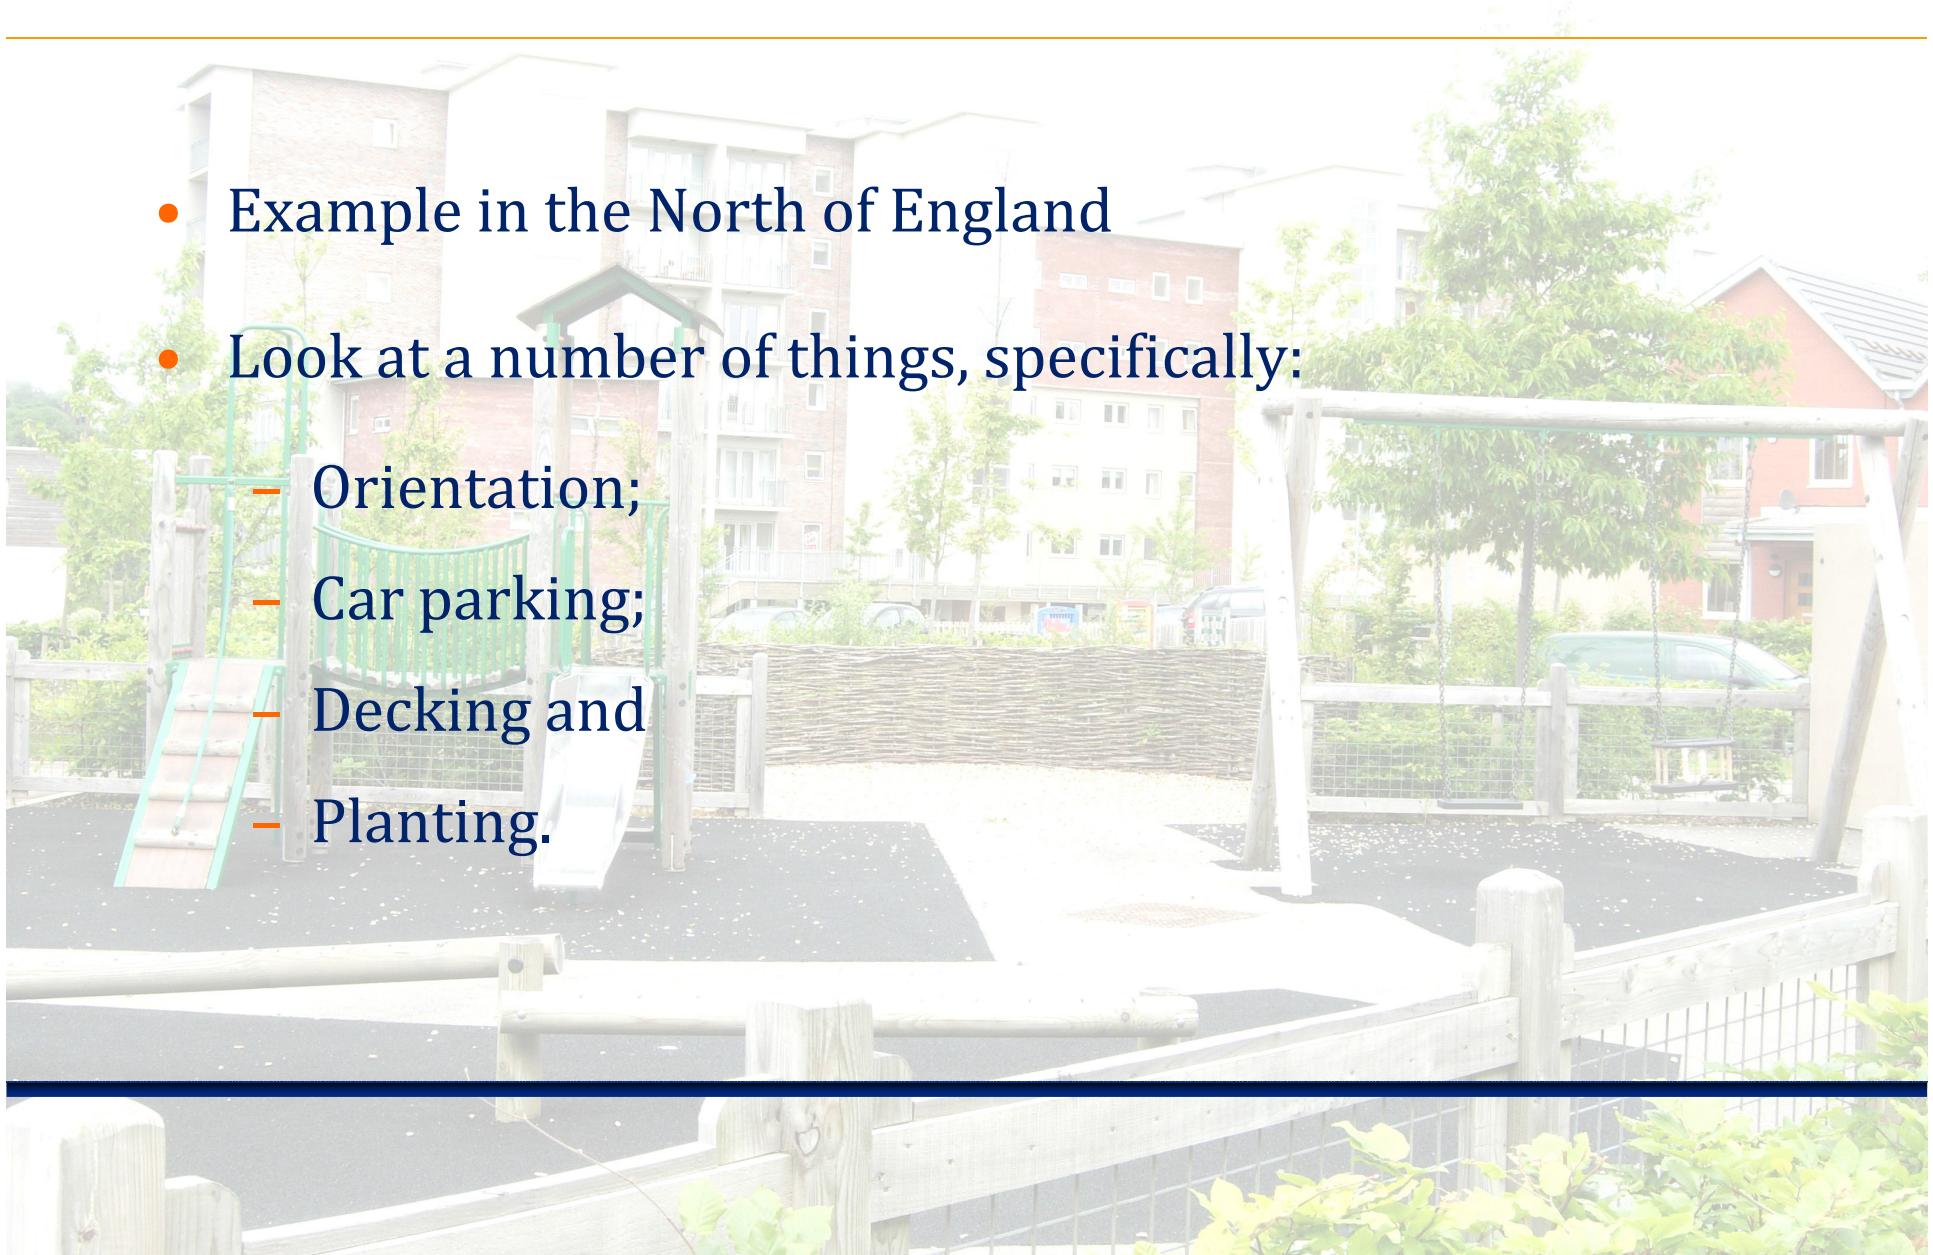 • Example in the North of England
• Look at a number of things, specifically:
– Orientation;
– Car parking;
– Decking and
– Planting.